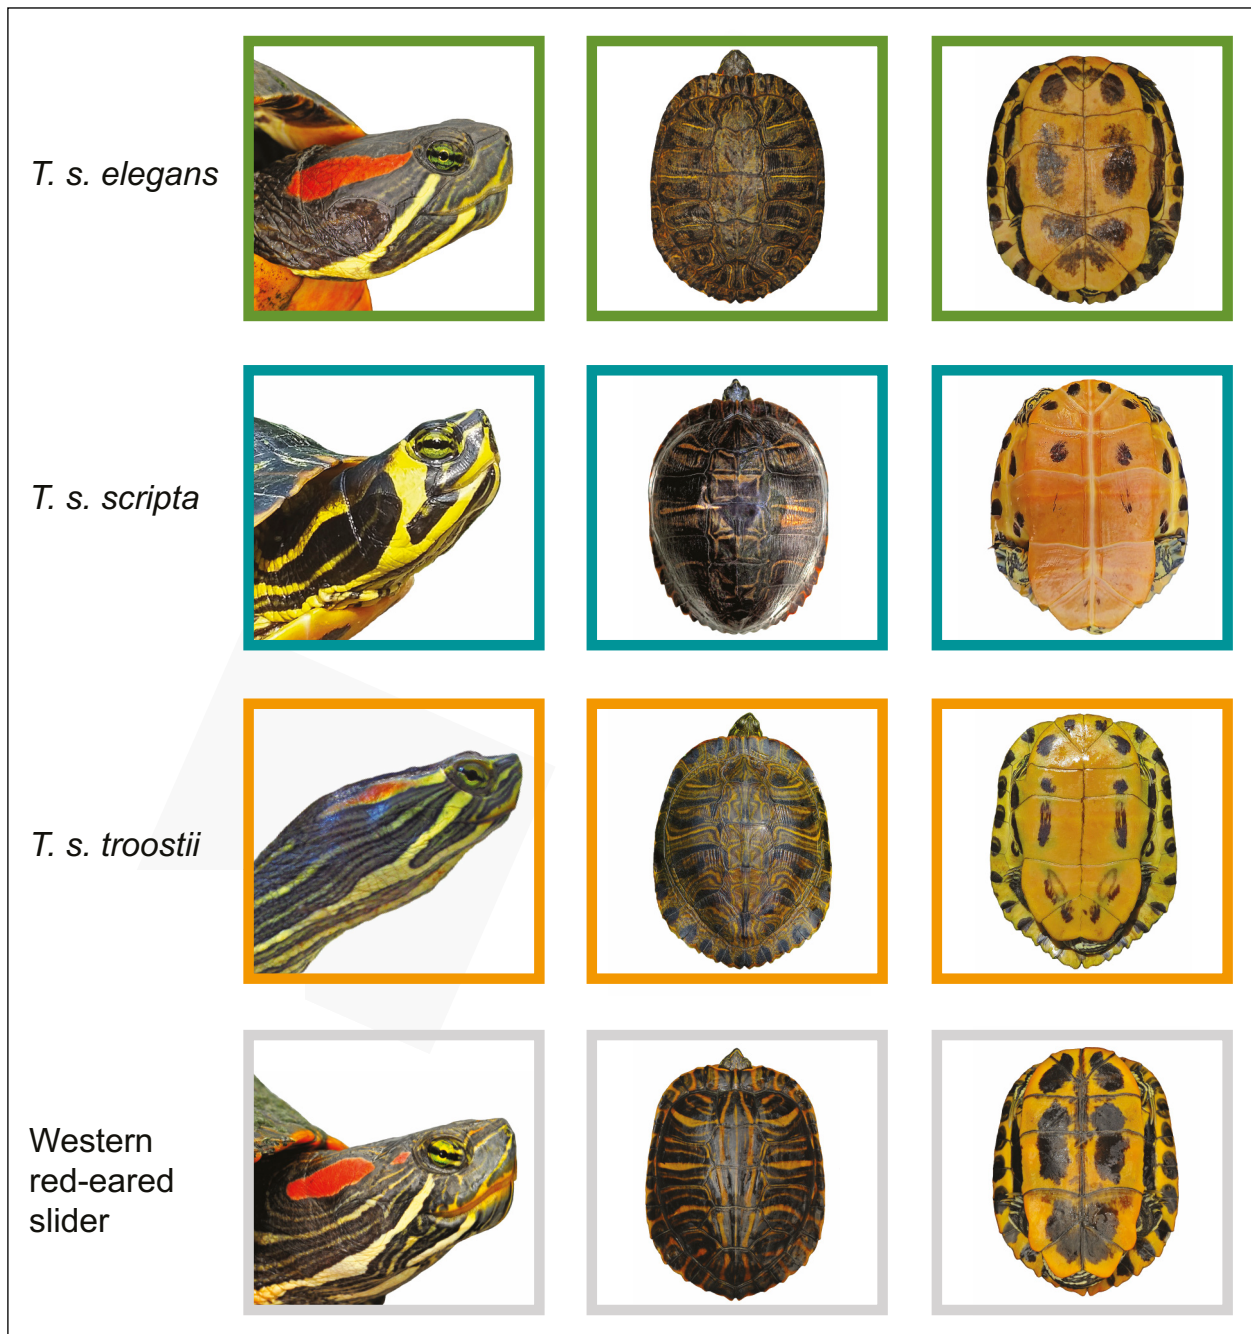 T. s. elegans
T. s. scripta
T. s. troostii
Western
red-eared
slider